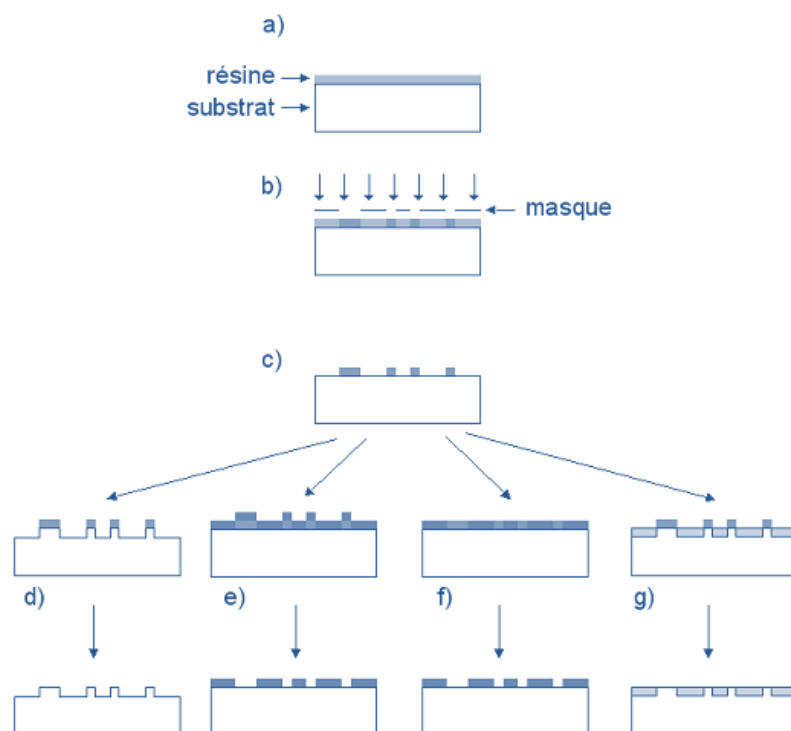 a)
résine
substrat
b)
masque
c)
d)
e)
f)
g)